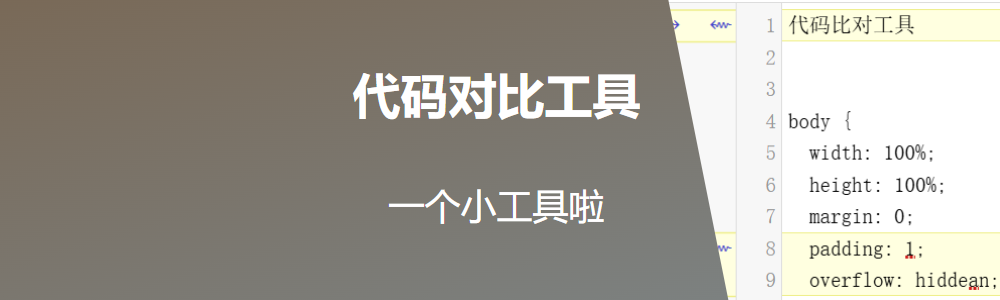 代码对比工具
一个小工具啦
1 代码比对工具
2
3
4 body {
5 width: 100%;
6 height: 100%;
7 margin: 0;
8 padding: 1;
9 overflow: hiddean;